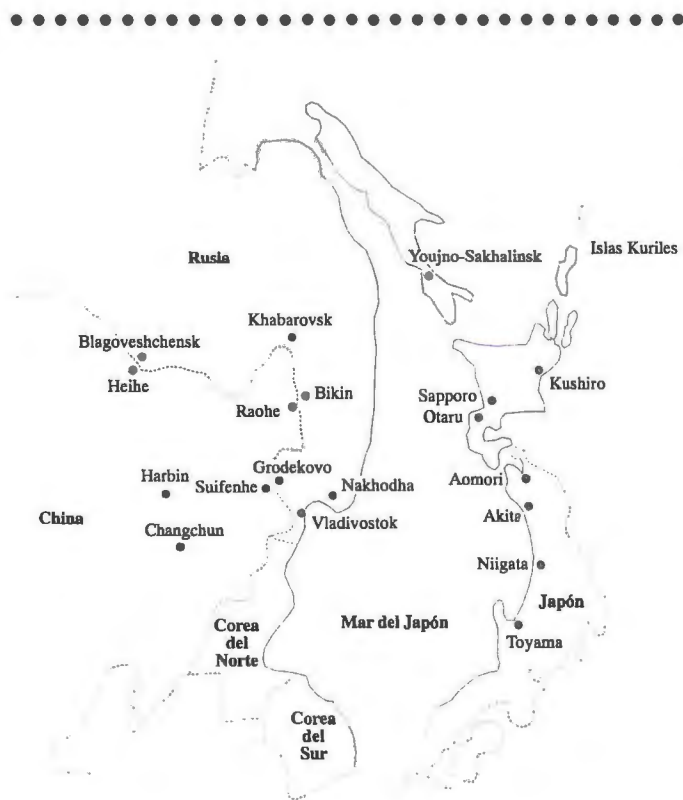 Youjno-Sakhalinsk
Islas Kuriles
Rusia
Khabarovsk
Blagoveshchensk
Heihe
Bikin
Raohe
Kushiro
Sapporo
Otaru
Grodekovo
Harbin
Suifenhe
Nakhodha
Aomori
China
Vladivostok
Akita
Changchun
Niigata
Japón
Corea
del
Norte
Mar del Japón
Toyama
Corea
del
Sur